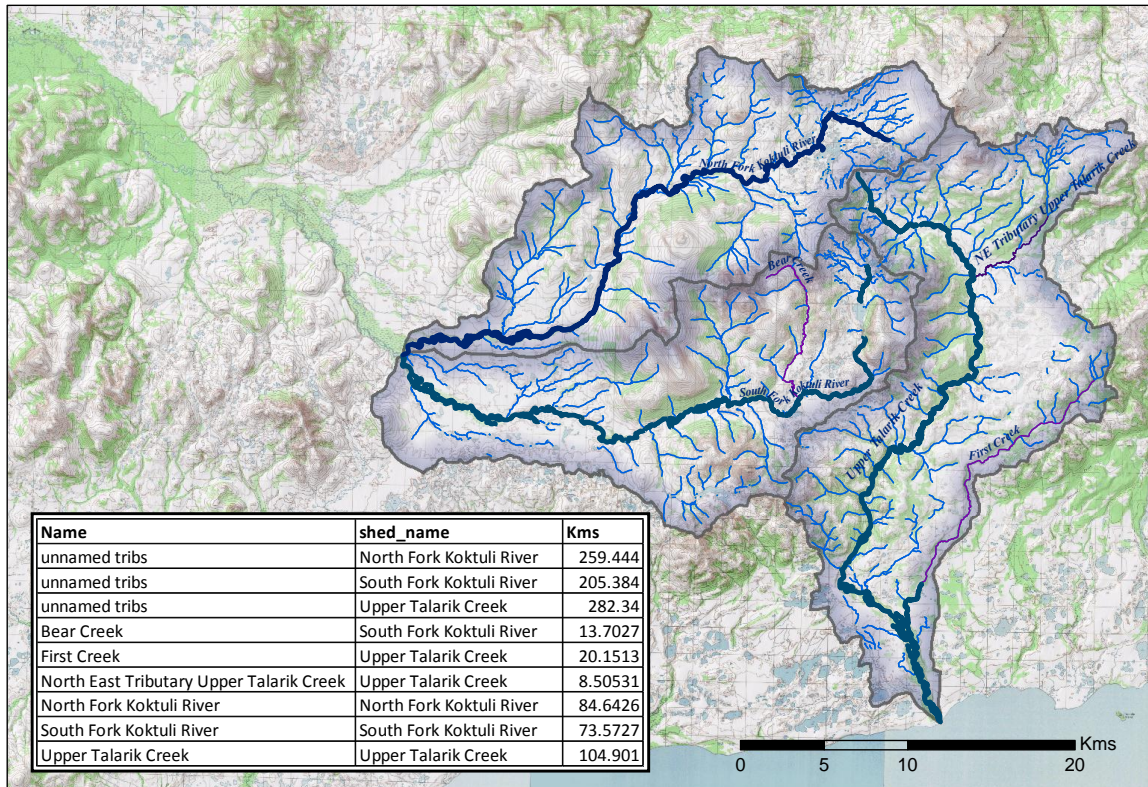 North Fork Koktuli River
NE Tributary Upper Talarik Creek
Bear Creek
South Fork Koktuli River
Upper Talarik Creek
First Creek
Name shed_name Kms
unnamed tribs North Fork Koktuli River 259.444
unnamed tribs South Fork Koktuli River 205.384
unnamed tribs Upper Talarik Creek 282.34
Bear Creek South Fork Koktuli River 13.7027
First Creek Upper Talarik Creek 20.1513
North East Tributary Upper Talarik Creek Upper Talarik Creek 8.50531
North Fork Koktuli River North Fork Koktuli River 84.6426
South Fork Koktuli River South Fork Koktuli River 73.5727
Upper Talarik Creek Upper Talarik Creek 104.901
Kms
0 5 10 20